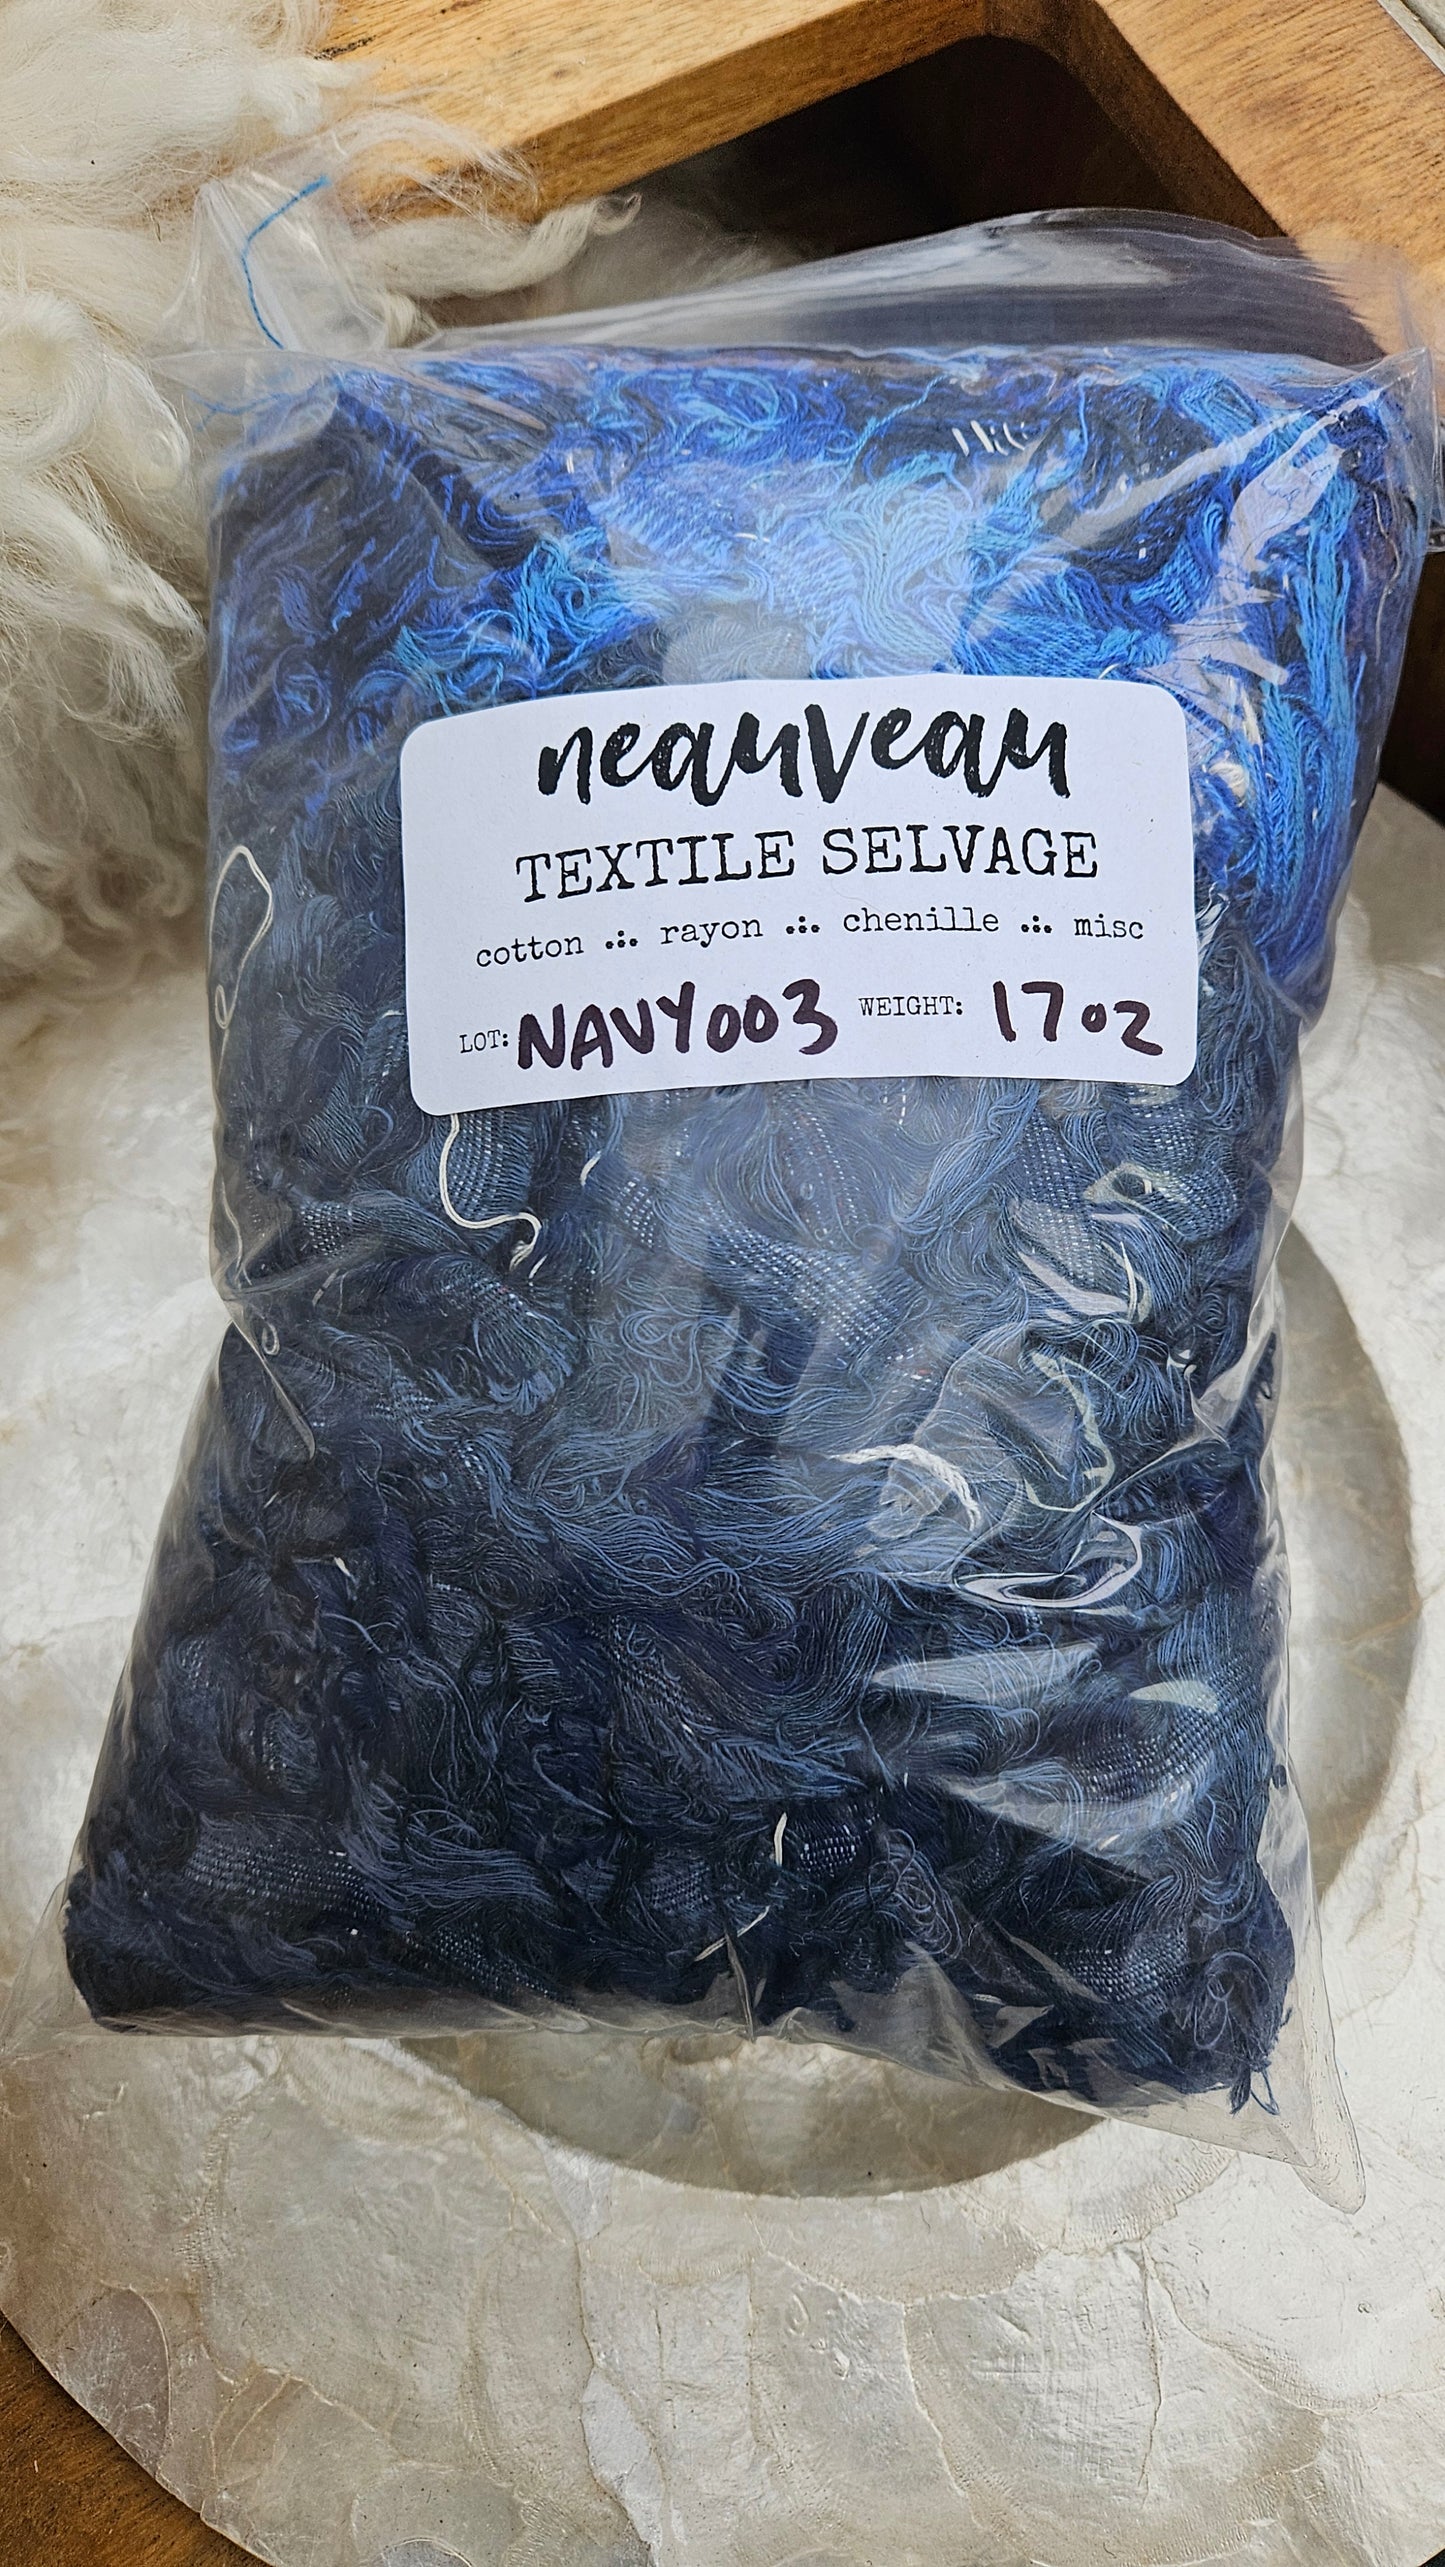 neauveau
TEXTILE SELVAGE
cotton .:. rayon .:. chenille .:. misc
LOT: NAVY003 WEIGHT: 17oz